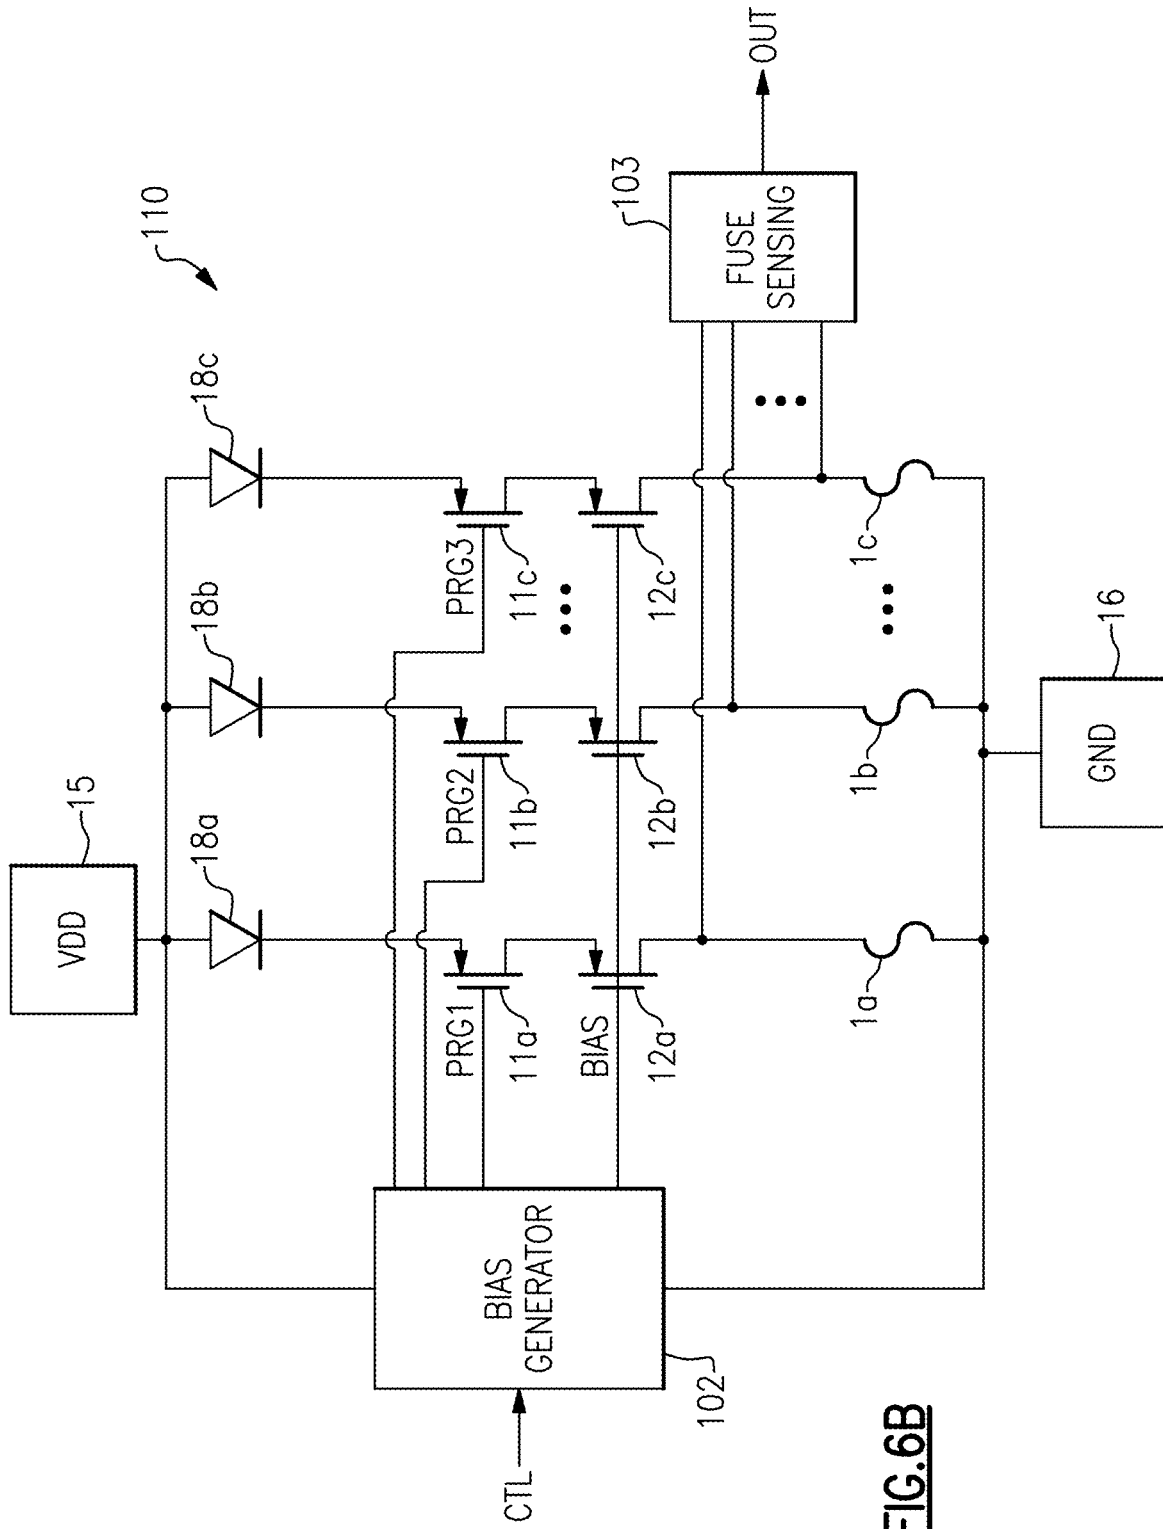 VDD
15
18a
18b
18c
110
PRG1
PRG2
PRG3
11a
11b
11c
BIAS
12a
12b
12c
CTL
BIAS
GENERATOR
102
FUSE
SENSING
103
OUT
1a
1b
1c
GND
16
FIG.6B